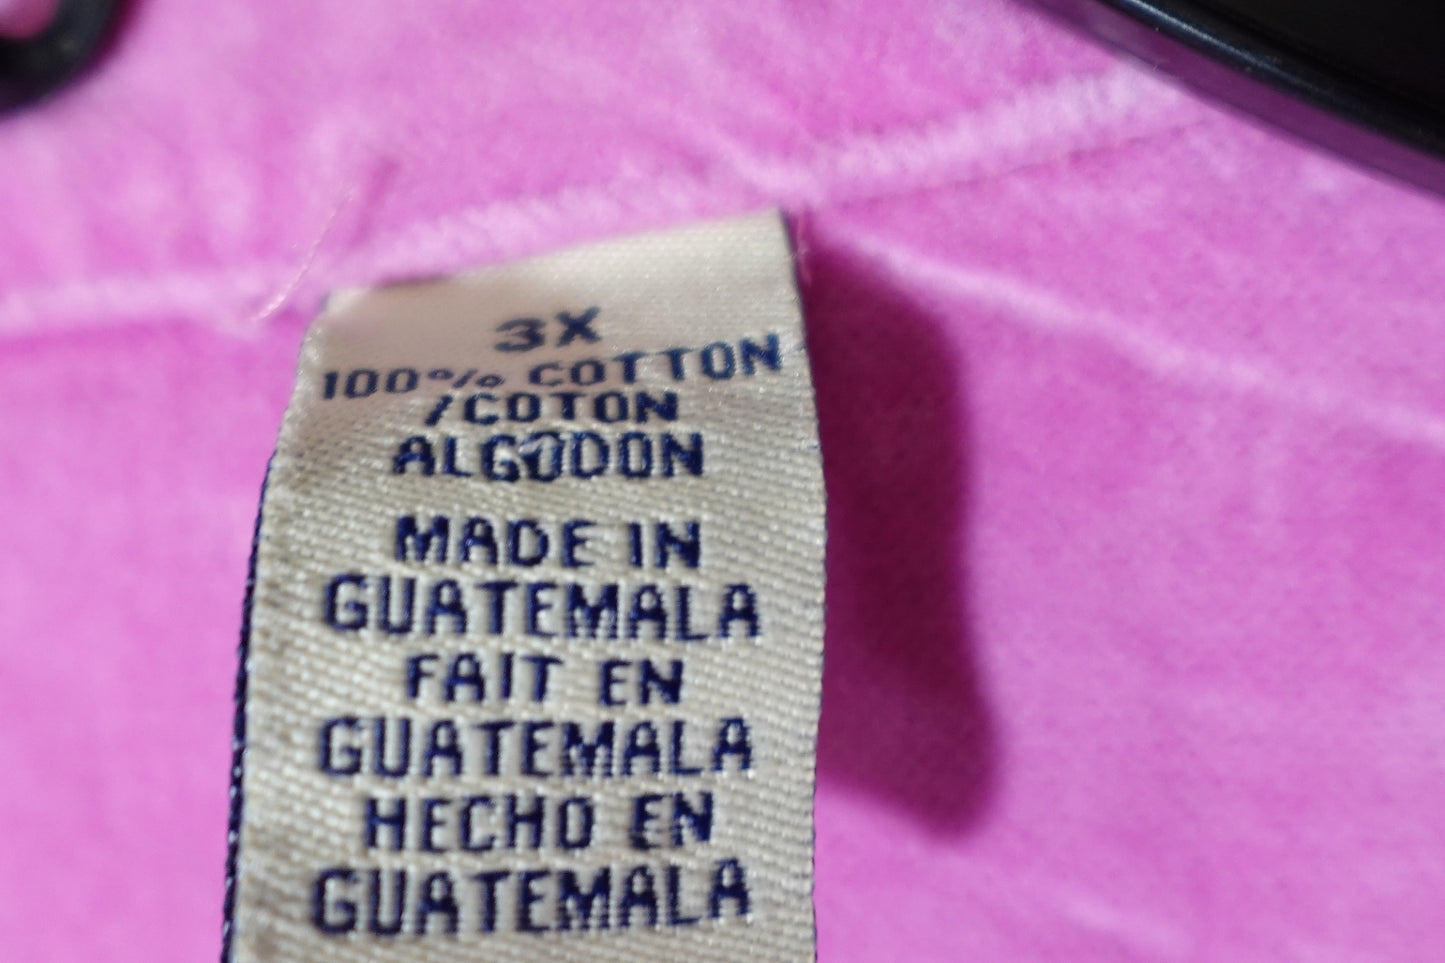 3X
100% COTTON
/COTON
ALGODON
MADE IN
GUATEMALA
FAIT EN
GUATEMALA
HECHO EN
GUATEMALA